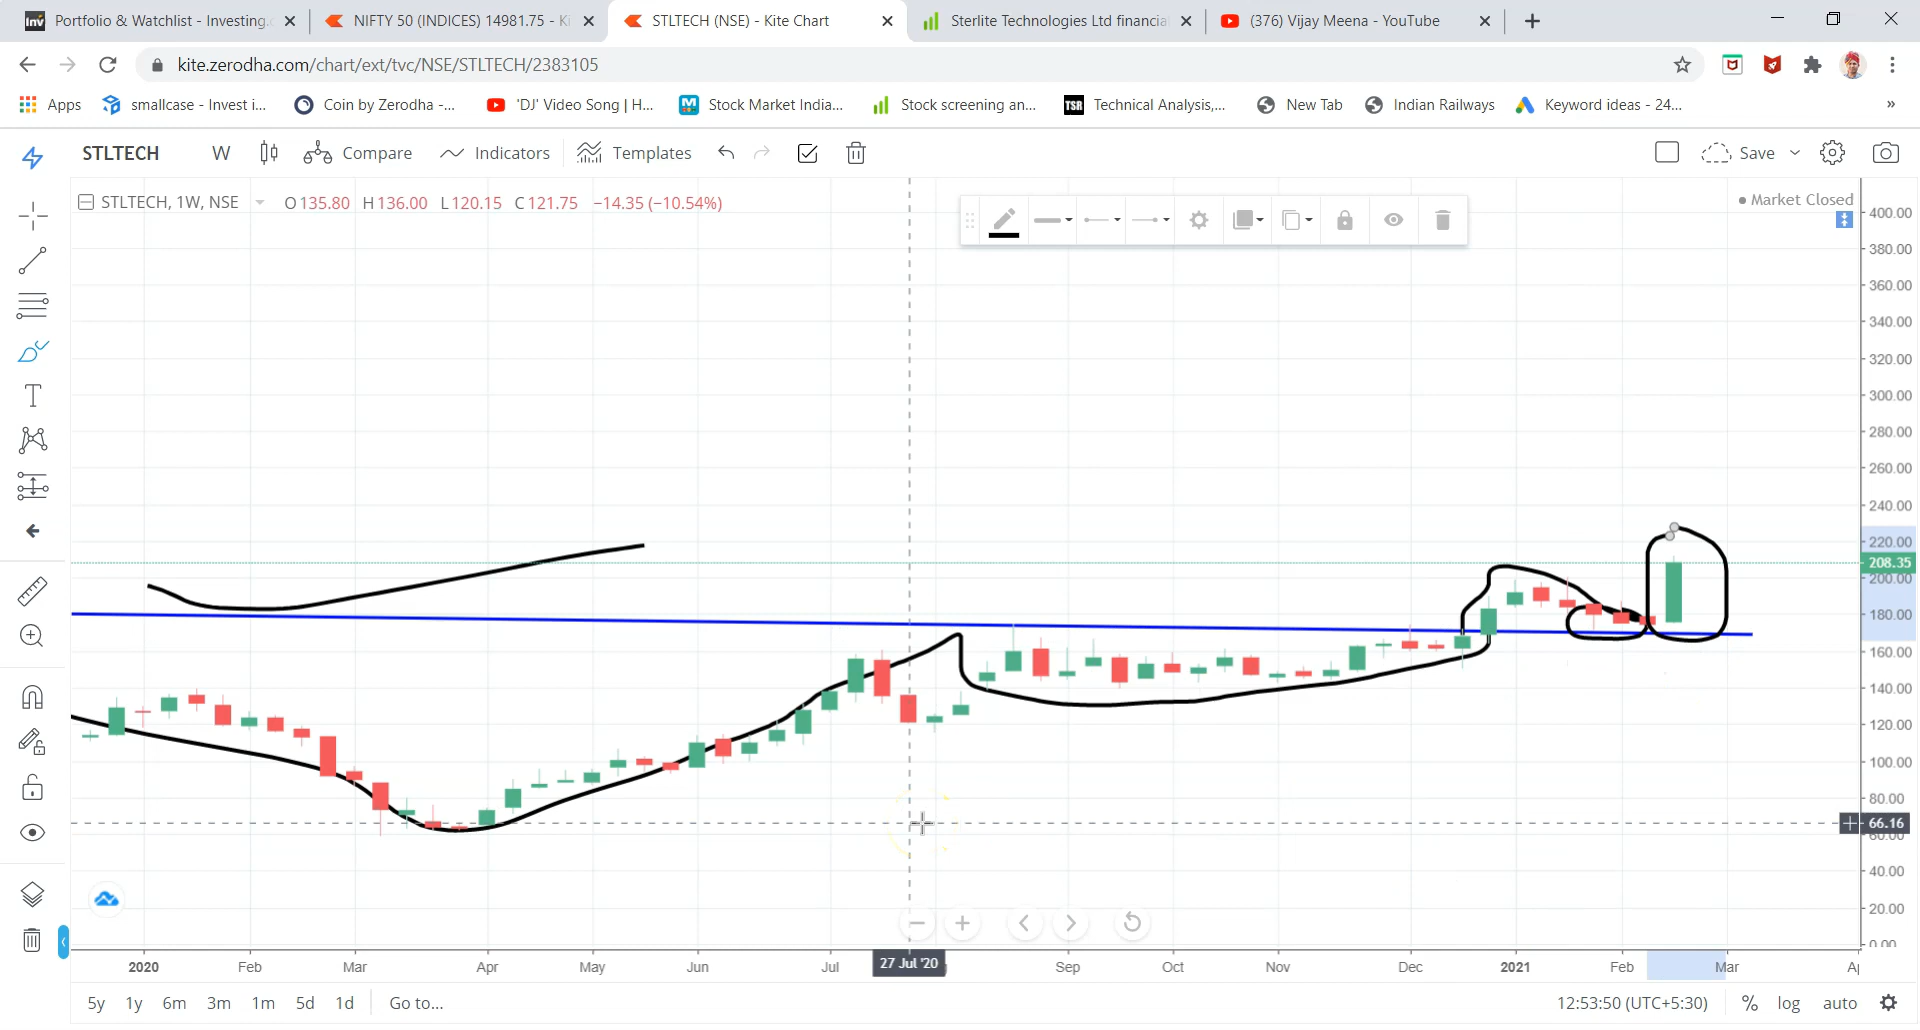 Portfolio & Watchlist - Investing.c
NIFTY 50 (INDICES) 14981.75 - Ki
STLTECH (NSE) - Kite Chart
Sterlite Technologies Ltd financia
(376) Vijay Meena - YouTube
kite.zerodha.com/chart/ext/tvc/NSE/STLTECH/2383105
Apps
smallcase - Invest i...
Coin by Zerodha -...
'DJ' Video Song | H...
Stock Market India...
Stock screening an...
TSR
Technical Analysis,...
New Tab
Indian Railways
Keyword ideas - 24...
»
STLTECH
W
Compare
Indicators
Templates
Save
STLTECH, 1W, NSE
O135.80 H136.00 L120.15 C121.75 −14.35 (−10.54%)
Market Closed
400.00
380.00
360.00
340.00
320.00
300.00
280.00
260.00
240.00
220.00
208.35
200.00
180.00
160.00
140.00
120.00
100.00
80.00
66.16
60.00
40.00
20.00
0.00
2020 Feb Mar Apr May Jun Jul 27 Jul '20 Sep Oct Nov Dec 2021 Feb Mar
5y 1y 6m 3m 1m 5d 1d Go to...
12:53:50 (UTC+5:30) % log auto